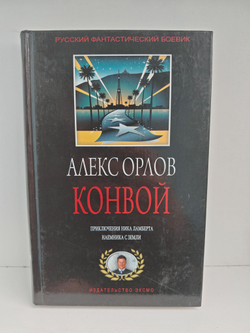 РУССКИЙ ФАНТАСТИЧЕСКИЙ БОЕВИК
АЛЕКС ОРЛОВ
КОНВОЙ
ПРИКЛЮЧЕНИЯ НИКА ЛАМБЕРТА
НАЕМНИКА С ЗЕМЛИ
ИЗДАТЕЛЬСТВО ЭКСМО